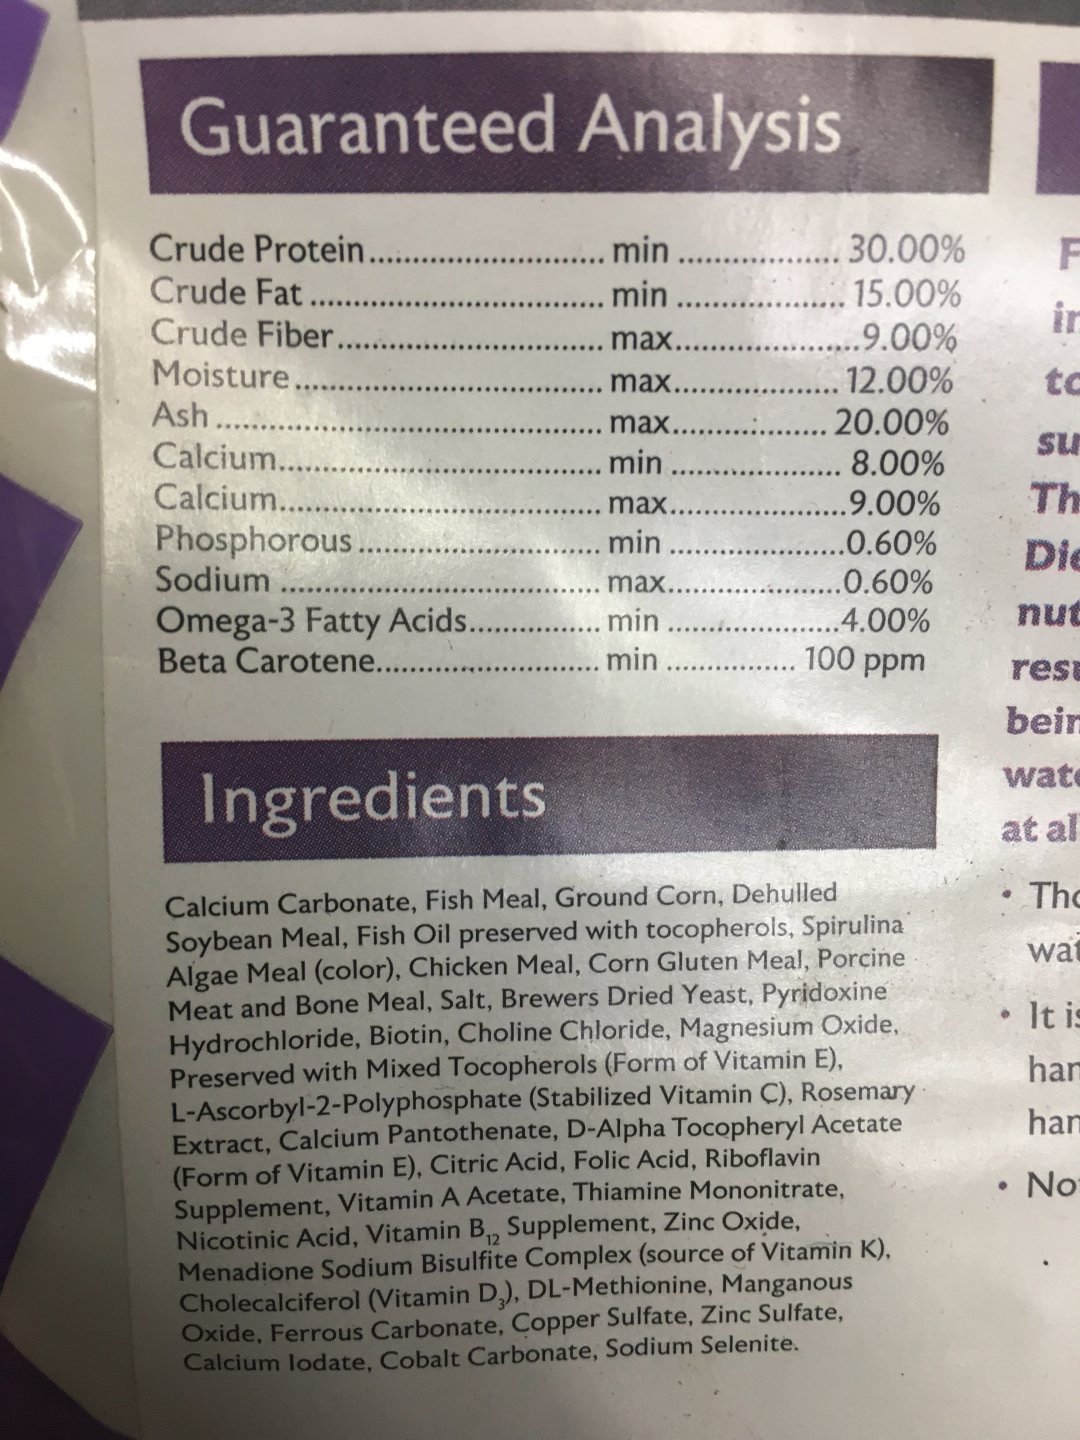 Guaranteed Analysis
Crude Protein........................... min .................. 30.00%
Crude Fat .................................. min ................... 15.00%
Crude Fiber............................... max.....................9.00%
Moisture.................................... max................... 12.00%
Ash ............................................ max.................. 20.00%
Calcium...................................... min .................... 8.00%
Calcium...................................... max.....................9.00%
Phosphorous ............................ min .....................0.60%
Sodium ..................................... max.....................0.60%
Omega-3 Fatty Acids............... min .....................4.00%
Beta Carotene.......................... min ............... 100 ppm
Ingredients
Calcium Carbonate, Fish Meal, Ground Corn, Dehulled
Soybean Meal, Fish Oil preserved with tocopherols, Spirulina
Algae Meal (color), Chicken Meal, Corn Gluten Meal, Porcine
Meat and Bone Meal, Salt, Brewers Dried Yeast, Pyridoxine
Hydrochloride, Biotin, Choline Chloride, Magnesium Oxide,
Preserved with Mixed Tocopherols (Form of Vitamin E),
L-Ascorbyl-2-Polyphosphate (Stabilized Vitamin C), Rosemary
Extract, Calcium Pantothenate, D-Alpha Tocopheryl Acetate
(Form of Vitamin E), Citric Acid, Folic Acid, Riboflavin
Supplement, Vitamin A Acetate, Thiamine Mononitrate,
Nicotinic Acid, Vitamin B12 Supplement, Zinc Oxide,
Menadione Sodium Bisulfite Complex (source of Vitamin K),
Cholecalciferol (Vitamin D3), DL-Methionine, Manganous
Oxide, Ferrous Carbonate, Copper Sulfate, Zinc Sulfate,
Calcium Iodate, Cobalt Carbonate, Sodium Selenite.
at al
• It is